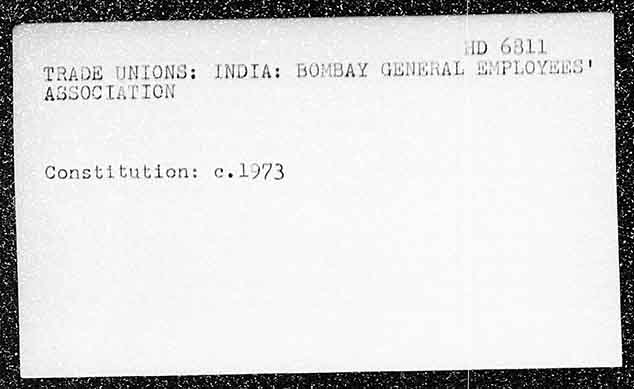 HD 6811
TRADE UNIONS: INDIA: BOMBAY GENERAL EMPLOYEES'
ASSOCIATION
Constitution: c.1973